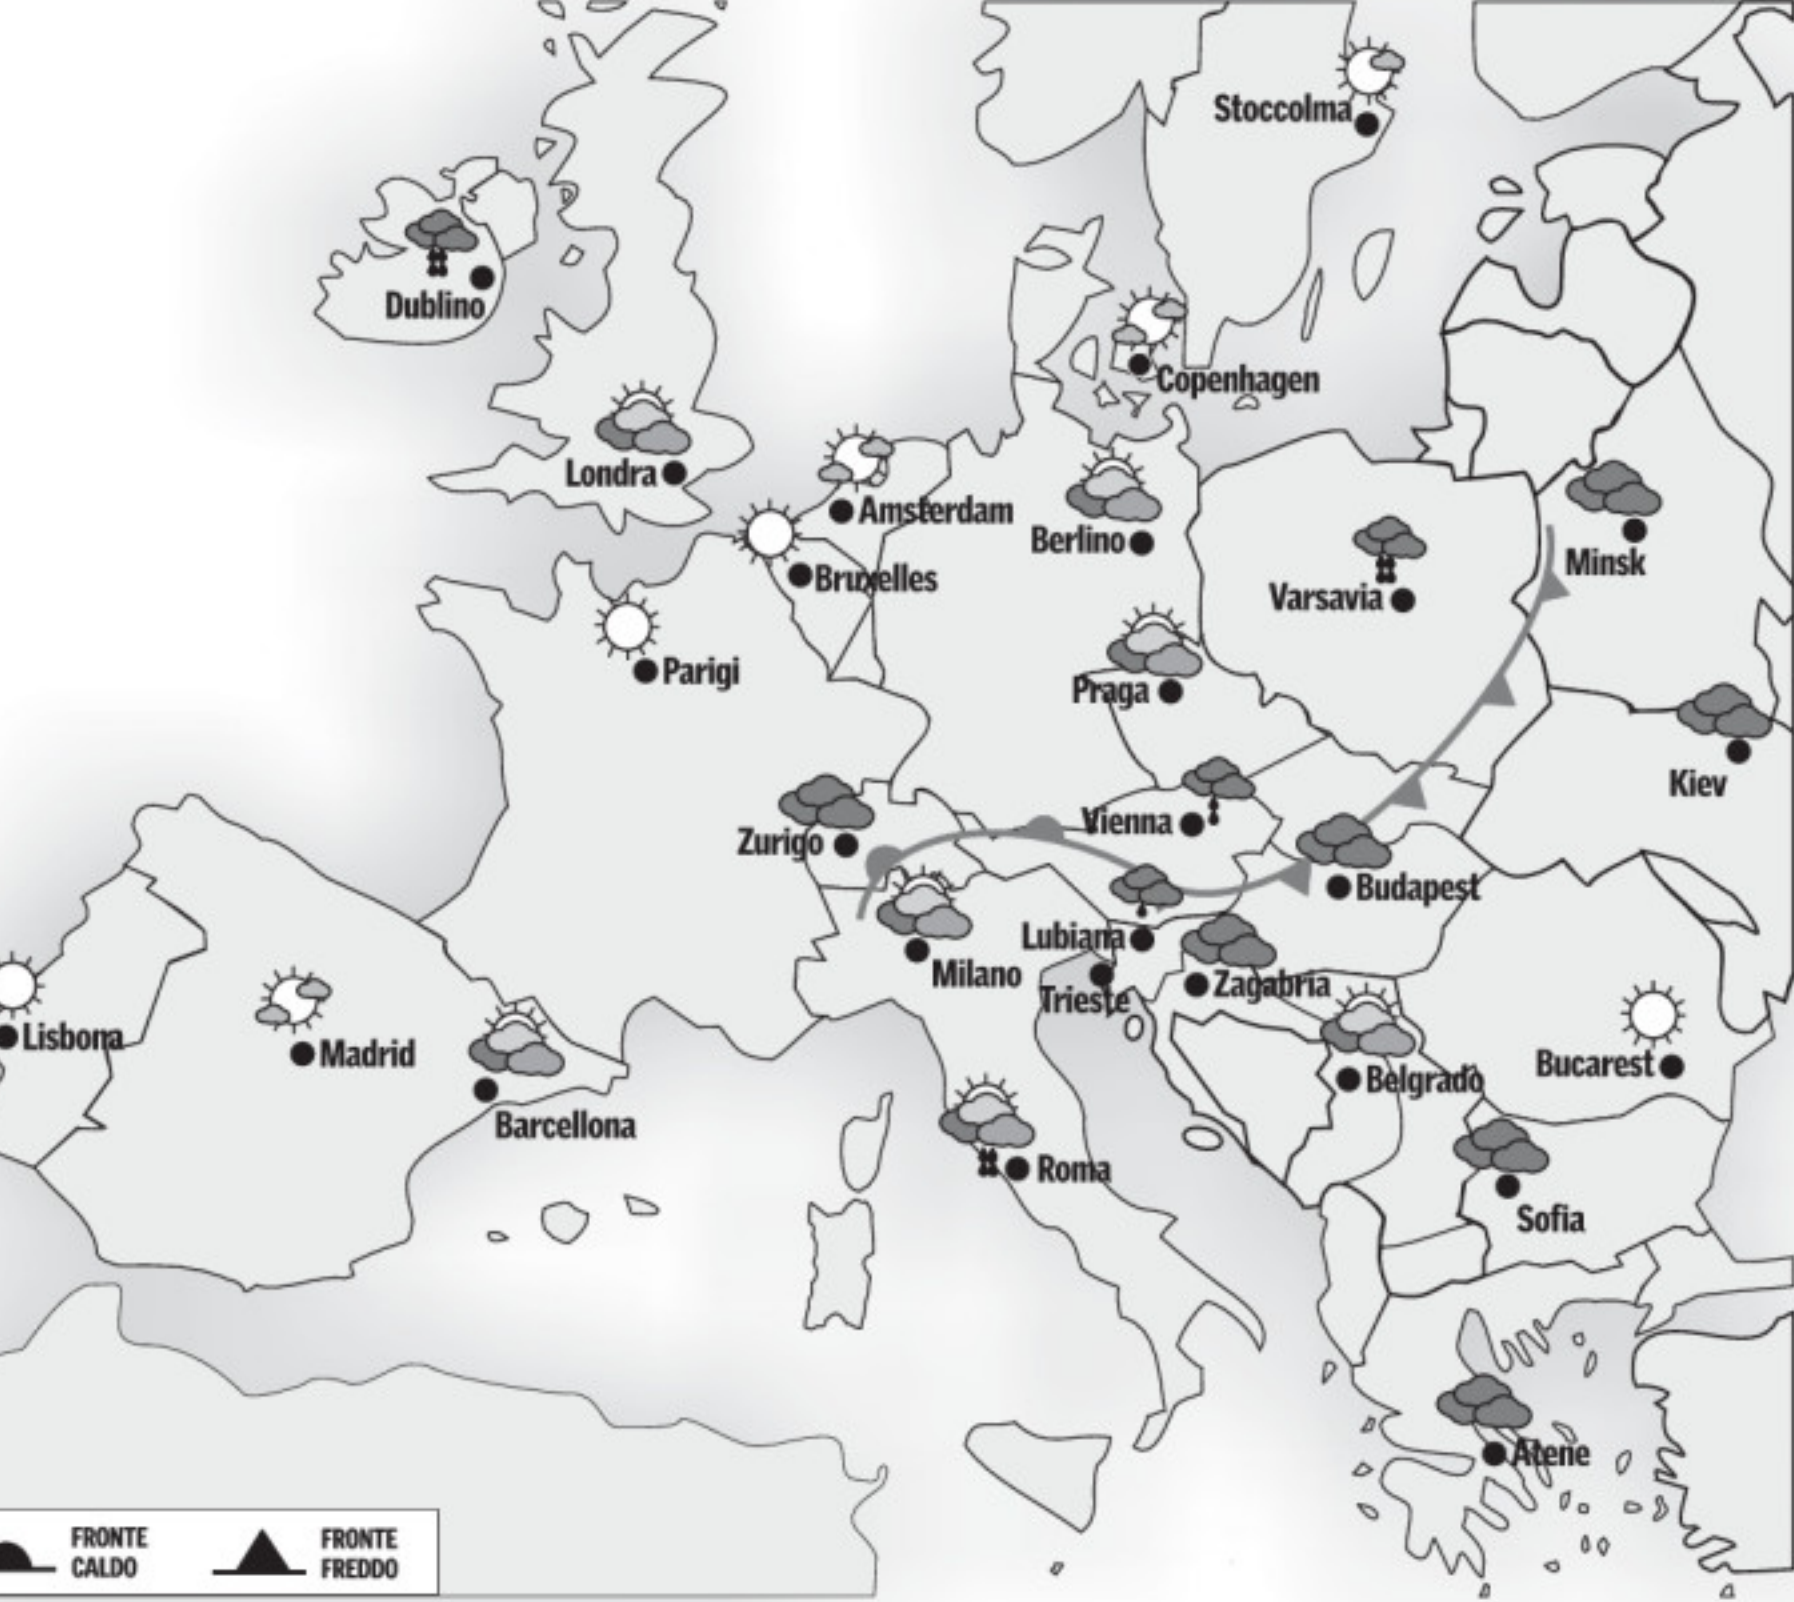 Stoccolma
Dublino
Copenhagen
Londra
Amsterdam
Berlino
Minsk
Bruxelles
Varsavia
Parigi
Praga
Kiev
Vienna
Zurigo
Budapest
Lubiana
Milano
Trieste
Zagabria
Lisbona
Madrid
Belgrado
Bucarest
Barcellona
Roma
Sofia
Atene
FRONTE
CALDO
FRONTE
FREDDO